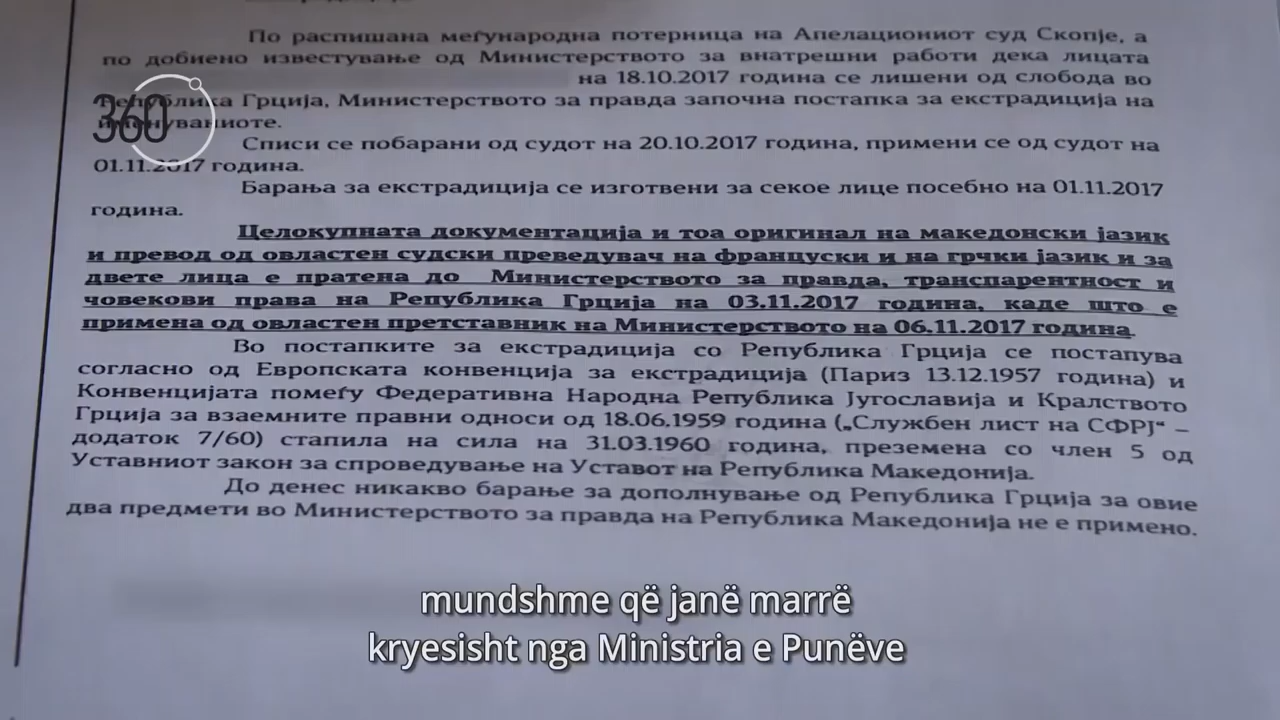 По распишана меѓународна потерница на Апелациониот суд Скопје, а
по добиено известување од Министерството за внатрешни работи дека лицата
на 18.10.2017 година се лишени од слобода во
Република Грција, Министерството за правда започна постапка за екстрадиција на
именуваниоте.
360
Списи се побарани од судот на 20.10.2017 година, примени се од судот на
01.11.2017 година.
Барања за екстрадиција се изготвени за секое лице посебно на 01.11.2017
година.
Целокупната документација и тоа оригинал на македонски јазик
и превод од овластен судски преведувач на француски и на грчки јазик и за
двете лица е пратена до Министерството за правда, транспарентност и
човекови права на Република Грција на 03.11.2017 година, каде што е
примена од овластен претставник на Министерството на 06.11.2017 година.
Во постапките за екстрадиција со Република Грција се постапува
согласно од Европската конвенција за екстрадиција (Париз 13.12.1957 година) и
Конвенцијата помеѓу Федеративна Народна Република Југославија и Кралството
Грција за взаемните правни односи од 18.06.1959 година („Службен лист на СФРЈ“ –
додаток 7/60) стапила на сила на 31.03.1960 година, преземена со член 5 од
Уставниот закон за спроведување на Уставот на Република Македонија.
До денес никакво барање за дополнување од Република Грција за овие
два предмети во Министерството за правда на Република Македонија не е примено.
mundshme që janë marrë
kryesisht nga Ministria e Punëve